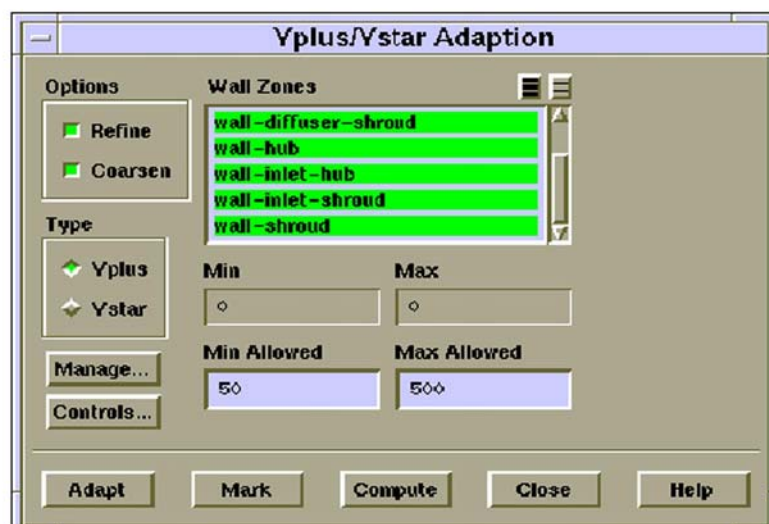 Yplus/Ystar Adaption
Options
Refine
Coarsen
Type
Yplus
Ystar
Manage...
Controls...
Wall Zones
wall-diffuser-shroud
wall-hub
wall-inlet-hub
wall-inlet-shroud
wall-shroud
Min Max
0 0
Min Allowed Max Allowed
50 500
Adapt Mark Compute Close Help